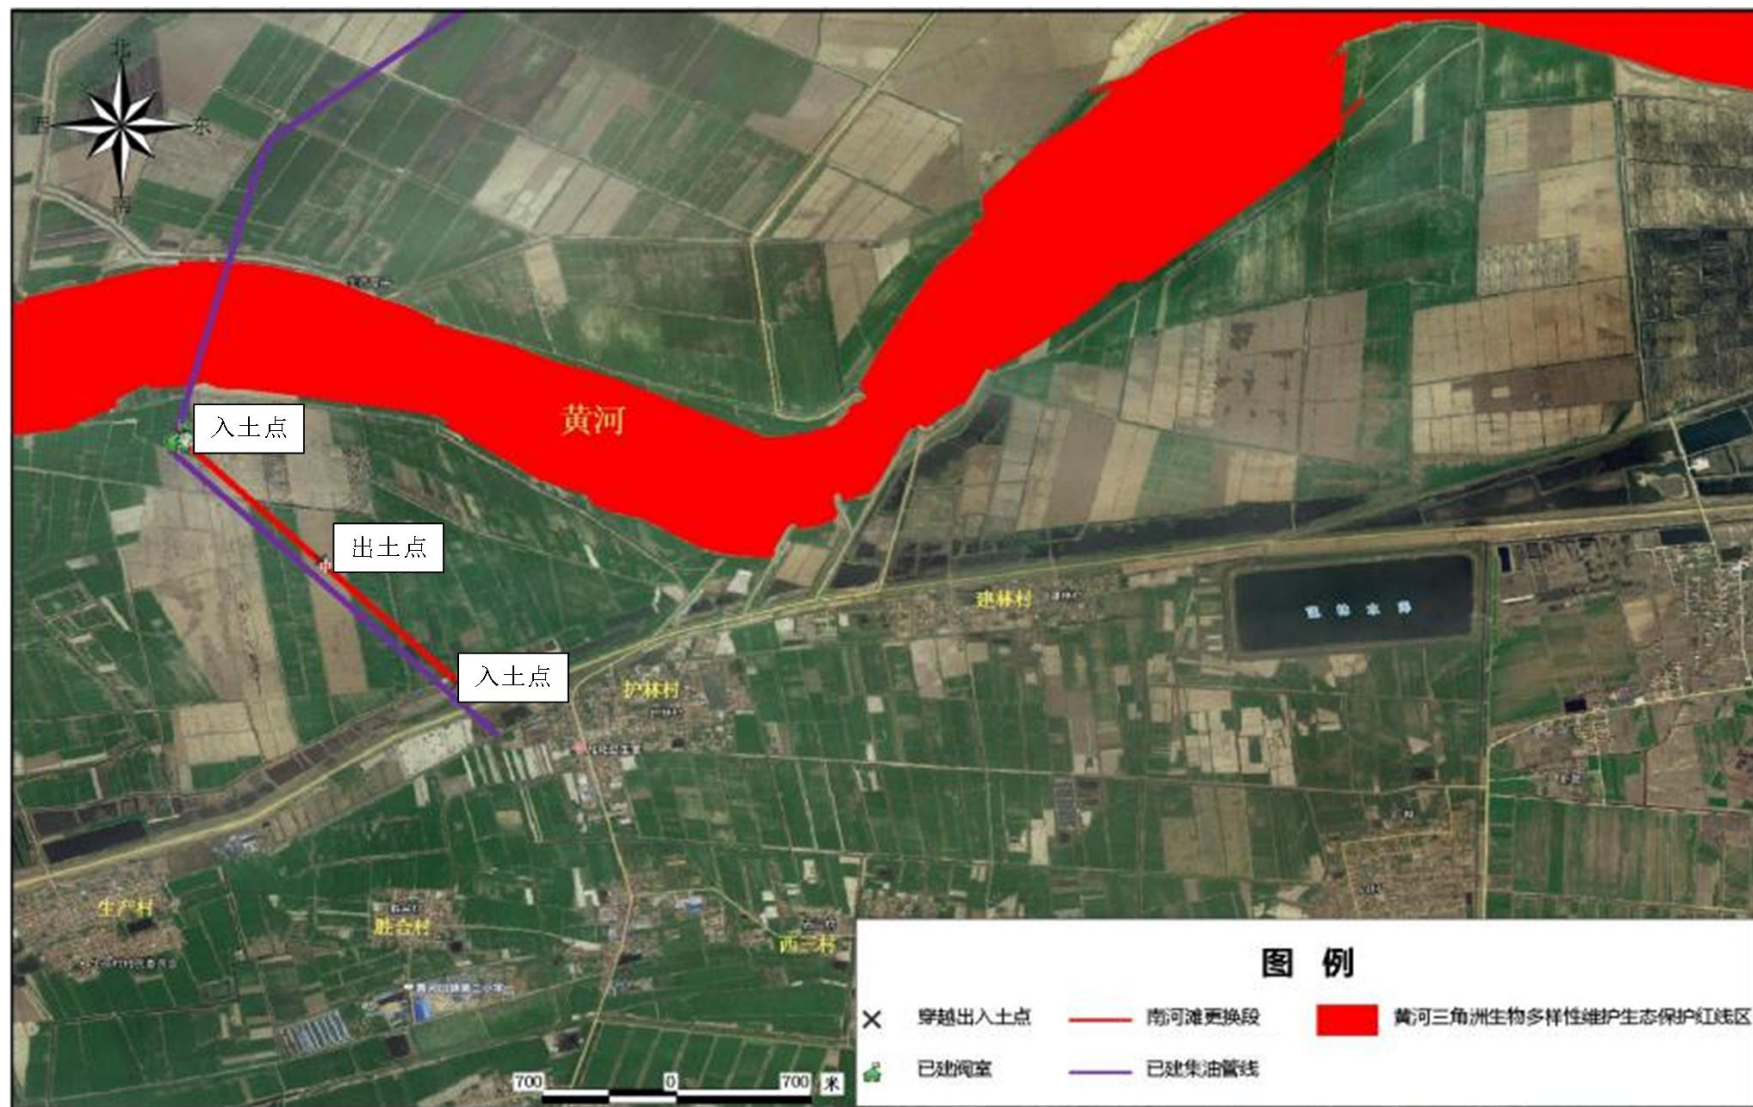 北
西 东
南
黄河
入土点
出土点
入土点
建林村
护林村
生产村
胜合村
西三村
图 例
穿越出入土点
南河滩更换段
黄河三角洲生物多样性维护生态保护红线区
已建阀室
已建集油管线
700 0 700 米